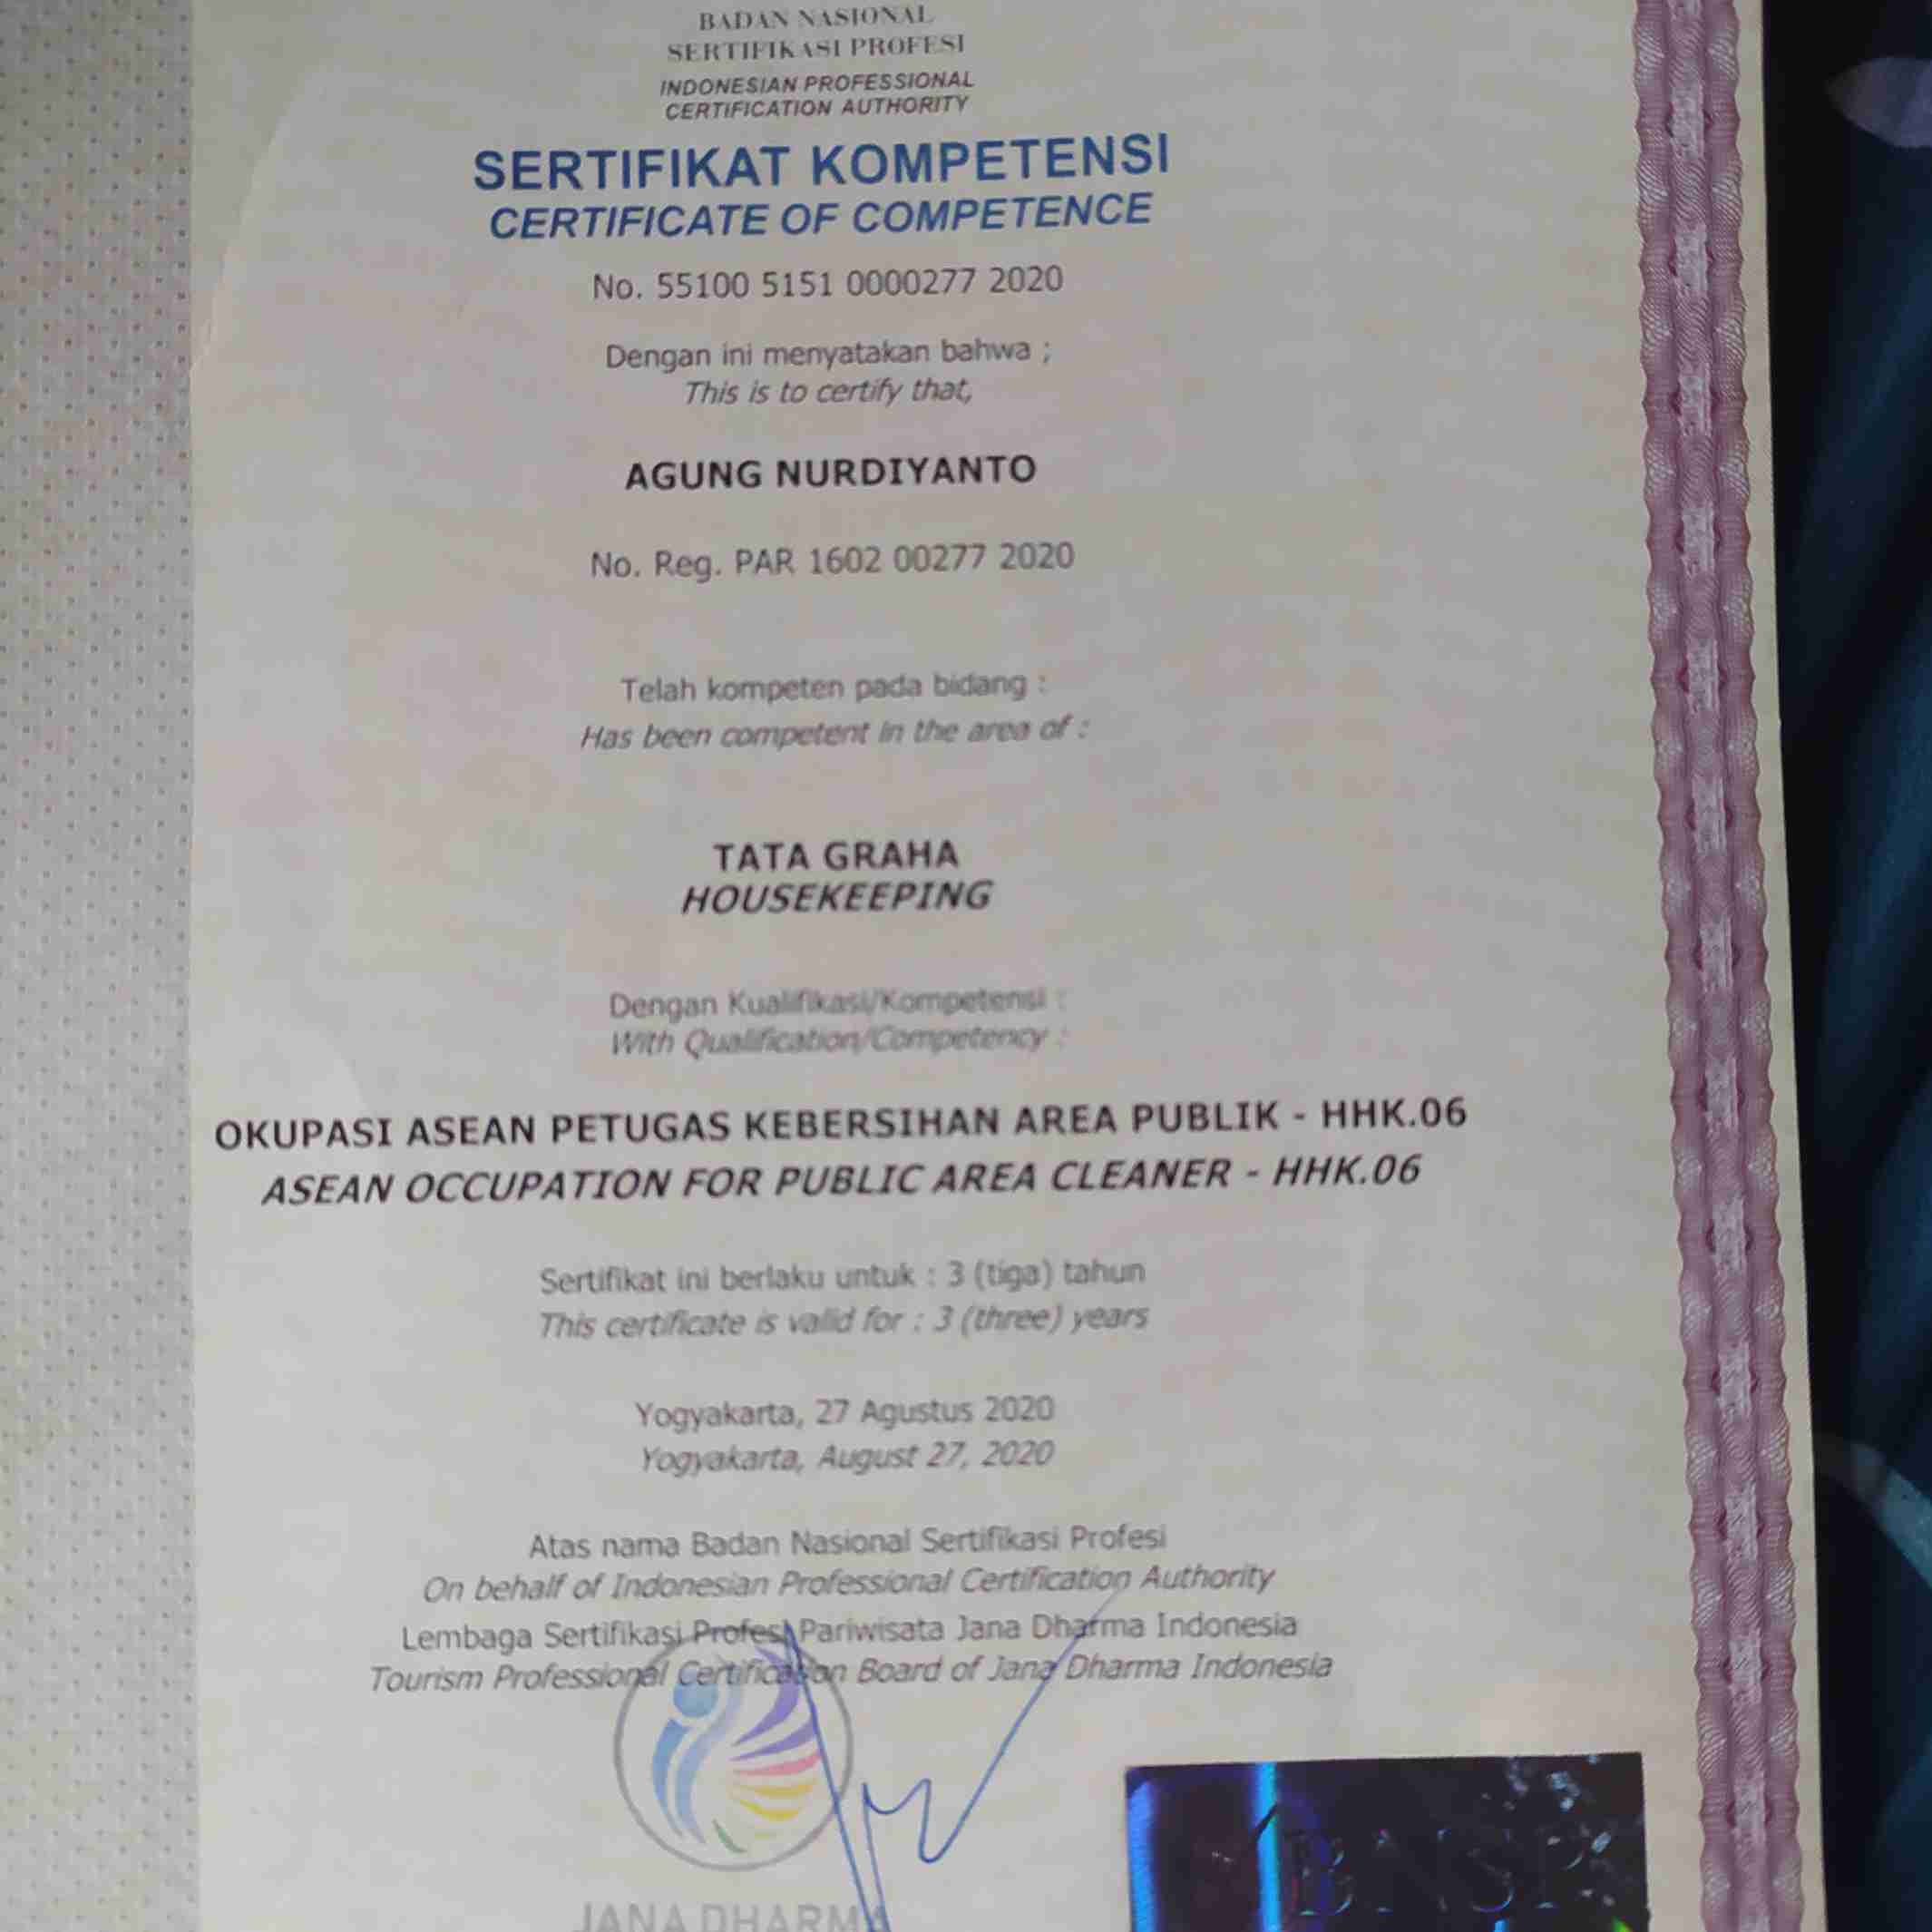 BADAN NASIONAL
SERTIFIKASI PROFESI
INDONESIAN PROFESSIONAL
CERTIFICATION AUTHORITY
SERTIFIKAT KOMPETENSI
CERTIFICATE OF COMPETENCE
No. 55100 5151 0000277 2020
Dengan ini menyatakan bahwa ;
This is to certify that,
AGUNG NURDIYANTO
No. Reg. PAR 1602 00277 2020
Telah kompeten pada bidang :
Has been competent in the area of :
TATA GRAHA
HOUSEKEEPING
Dengan Kualifikasi/Kompetensi :
With Qualification/Competency :
OKUPASI ASEAN PETUGAS KEBERSIHAN AREA PUBLIK - HHK.06
ASEAN OCCUPATION FOR PUBLIC AREA CLEANER - HHK.06
Sertifikat ini berlaku untuk : 3 (tiga) tahun
This certificate is valid for : 3 (three) years
Yogyakarta, 27 Agustus 2020
Yogyakarta, August 27, 2020
Atas nama Badan Nasional Sertifikasi Profesi
On behalf of Indonesian Professional Certification Authority
Lembaga Sertifikasi Profesi Pariwisata Jana Dharma Indonesia
Tourism Professional Certification Board of Jana Dharma Indonesia
JANA DHARMA
BNSP